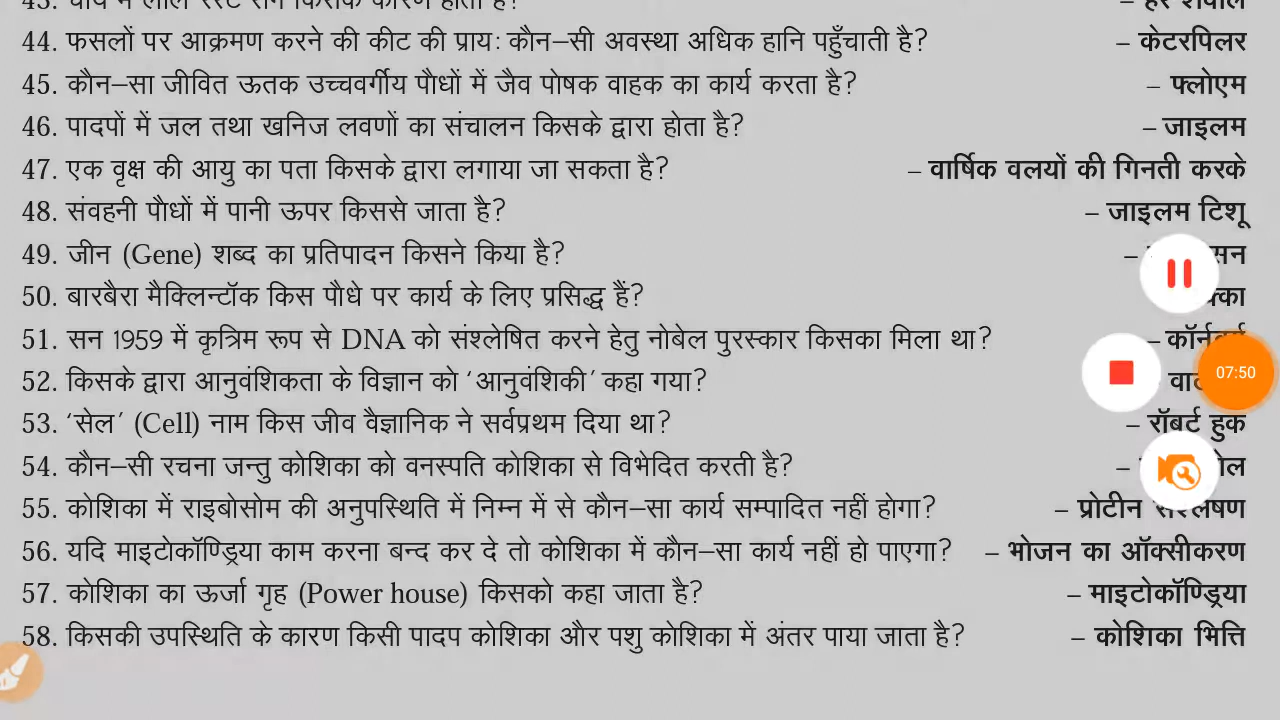 44. फसलों पर आक्रमण करने की कीट की प्रायः कौन–सी अवस्था अधिक हानि पहुँचाती है? – केटरपिलर
45. कौन–सा जीवित ऊतक उच्चवर्गीय पौधों में जैव पोषक वाहक का कार्य करता है? – फ्लोएम
46. पादपों में जल तथा खनिज लवणों का संचालन किसके द्वारा होता है? – जाइलम
47. एक वृक्ष की आयु का पता किसके द्वारा लगाया जा सकता है? – वार्षिक वलयों की गिनती करके
48. संवहनी पौधों में पानी ऊपर किससे जाता है? – जाइलम टिशू
49. जीन (Gene) शब्द का प्रतिपादन किसने किया है? –
50. बारबैरा मैक्लिन्टॉक किस पौधे पर कार्य के लिए प्रसिद्ध हैं?
51. सन 1959 में कृत्रिम रूप से DNA को संश्लेषित करने हेतु नोबेल पुरस्कार किसका मिला था? –
52. किसके द्वारा आनुवंशिकता के विज्ञान को ‘आनुवंशिकी’ कहा गया?
07:50
53. ‘सेल’ (Cell) नाम किस जीव वैज्ञानिक ने सर्वप्रथम दिया था? – रॉबर्ट हुक
54. कौन–सी रचना जन्तु कोशिका को वनस्पति कोशिका से विभेदित करती है? –
55. कोशिका में राइबोसोम की अनुपस्थिति में निम्न में से कौन–सा कार्य सम्पादित नहीं होगा? – प्रोटीन संश्लेषण
56. यदि माइटोकॉण्ड्रिया काम करना बन्द कर दे तो कोशिका में कौन–सा कार्य नहीं हो पाएगा? – भोजन का ऑक्सीकरण
57. कोशिका का ऊर्जा गृह (Power house) किसको कहा जाता है? – माइटोकॉण्ड्रिया
58. किसकी उपस्थिति के कारण किसी पादप कोशिका और पशु कोशिका में अंतर पाया जाता है? – कोशिका भित्ति